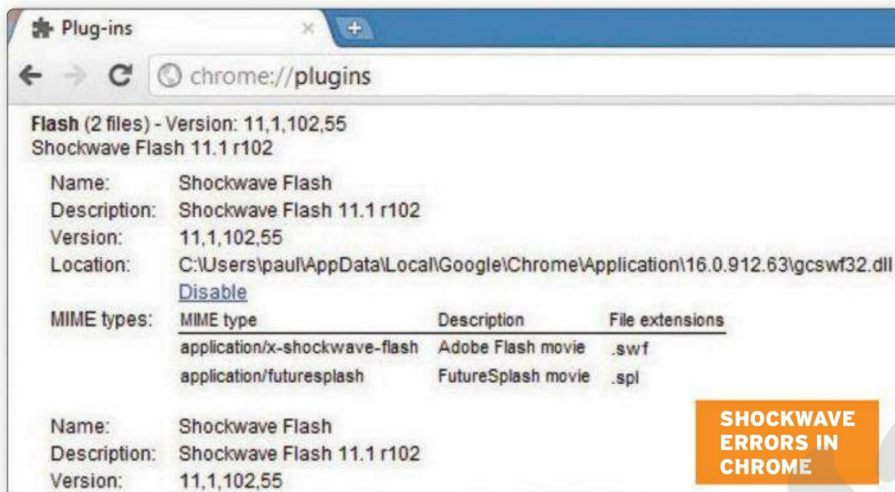 Plug-ins
chrome://plugins
Flash (2 files) - Version: 11,1,102,55
Shockwave Flash 11.1 r102
Name: Shockwave Flash
Description: Shockwave Flash 11.1 r102
Version: 11,1,102,55
Location: C:\Users\paul\AppData\Local\Google\Chrome\Application\16.0.912.63\gcswf32.dll
Disable
MIME types: MIME type Description File extensions
application/x-shockwave-flash Adobe Flash movie .swf
application/futuresplash FutureSplash movie .spl
Name: Shockwave Flash
Description: Shockwave Flash 11.1 r102
Version: 11,1,102,55
SHOCKWAVE
ERRORS IN
CHROME